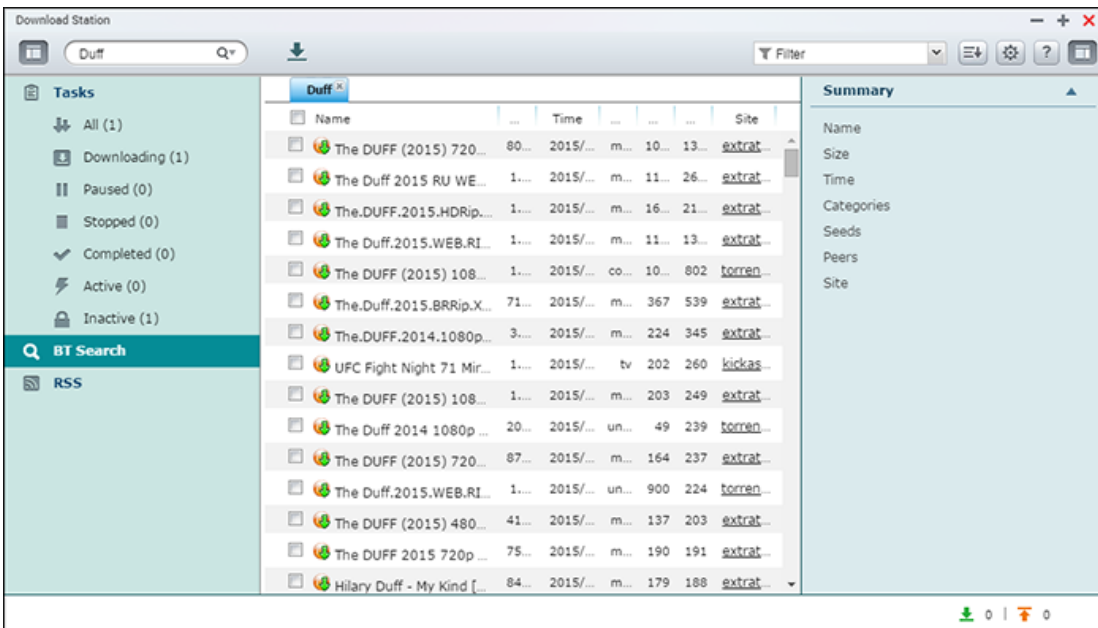 Download Station
Duff
Filter
?
Tasks
All (1)
Downloading (1)
Paused (0)
Stopped (0)
Completed (0)
Active (0)
Inactive (1)
BT Search
RSS
Duff
Name ... Time ... ... ... Site
The DUFF (2015) 720... 80... 2015/... m... 10... 13... extrat...
The Duff 2015 RU WE... 1.... 2015/... m... 11... 26... extrat...
The.DUFF.2015.HDRip.... 1.... 2015/... m... 16... 21... extrat...
The Duff.2015.WEB.RI... 1.... 2015/... m... 11... 13... extrat...
The DUFF (2015) 108... 1.... 2015/... co... 10... 802 torren...
The.Duff.2015.BRRip.X... 71... 2015/... m... 367 539 extrat...
The.DUFF.2014.1080p... 3.... 2015/... m... 224 345 extrat...
UFC Fight Night 71 Mir... 1.... 2015/... tv 202 260 kickas...
The DUFF (2015) 108... 1.... 2015/... m... 203 249 extrat...
The Duff 2014 1080p ... 20... 2015/... un... 49 239 torren...
The DUFF (2015) 720... 87... 2015/... m... 164 237 extrat...
The Duff.2015.WEB.RI... 1.... 2015/... un... 900 224 torren...
The DUFF (2015) 480... 41... 2015/... m... 137 203 extrat...
The DUFF 2015 720p ... 75... 2015/... m... 190 191 extrat...
Hilary Duff - My Kind [... 84... 2015/... m... 179 188 extrat...
Summary
Name
Size
Time
Categories
Seeds
Peers
Site
0 | 0